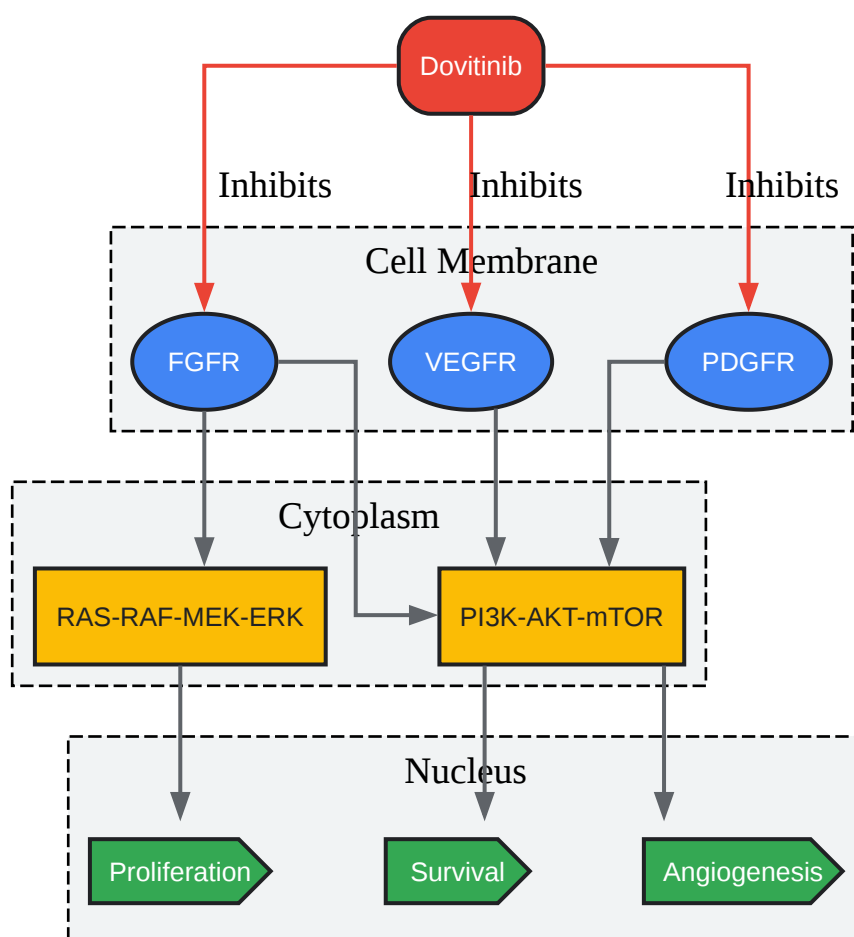 Dovitinib
Inhibits
Inhibits
Inhibits
Cell Membrane
FGFR
VEGFR
PDGFR
Cytoplasm
RAS-RAF-MEK-ERK
PI3K-AKT-mTOR
Nucleus
Proliferation
Survival
Angiogenesis